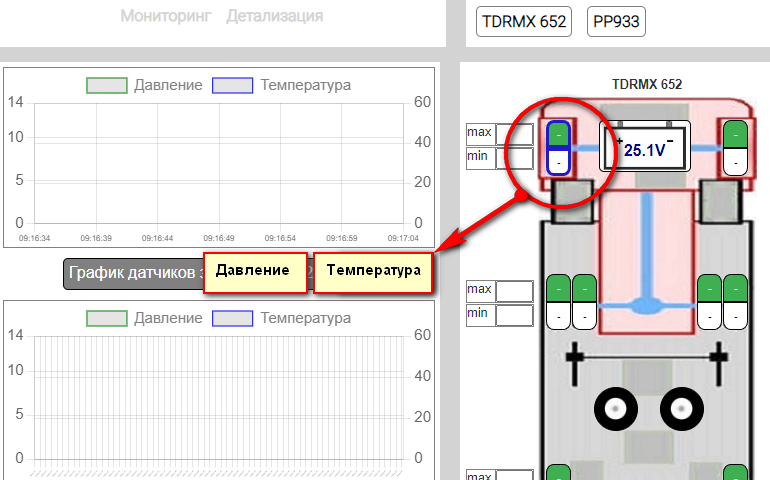 Мониторинг Детализация
TDRMX 652 PP933
TDRMX 652
Давление Температура
14 60
10 40
5 20
0 0
09:16:34 09:16:39 09:16:44 09:16:49 09:16:54 09:16:59 09:17:04
max
min
- -
+ 25.1V −
- -
График датчиков з
Давление Температура
max
min
- - - -
- - - -
Давление Температура
14 60
10 40
5 20
0 0
max
- -